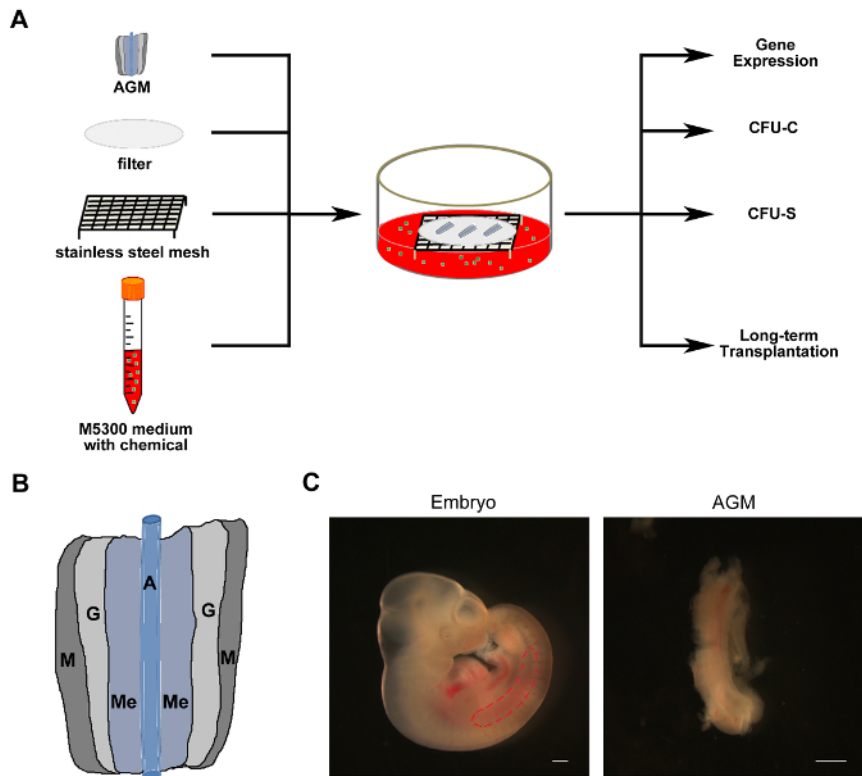 A
AGM
filter
stainless steel mesh
M5300 medium
with chemical
Gene
Expression
CFU-C
CFU-S
Long-term
Transplantation
B
A
G
G
M
M
Me
Me
C
Embryo
AGM